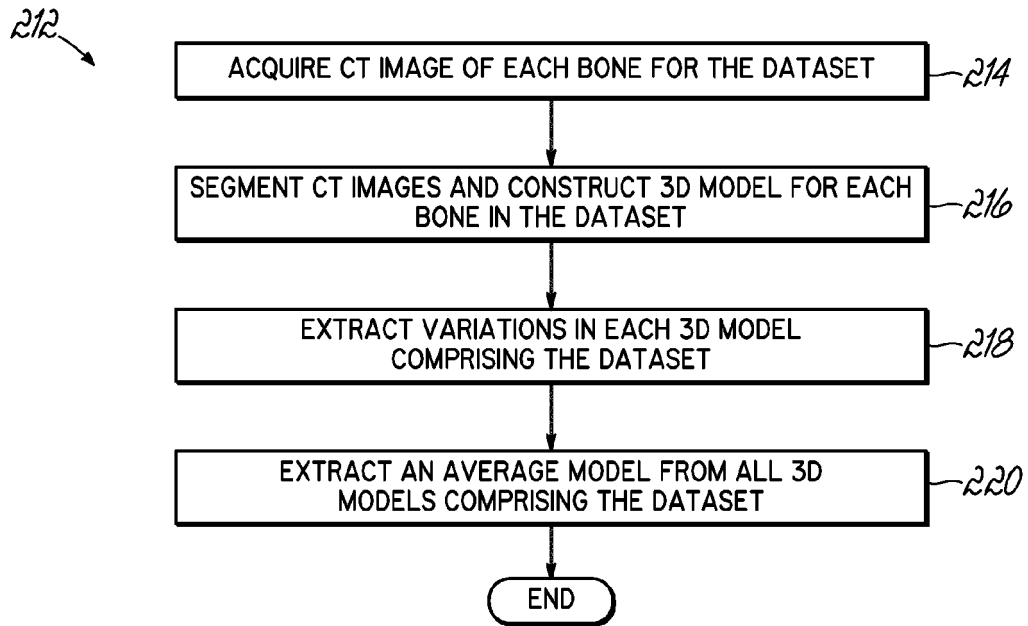 212
ACQUIRE CT IMAGE OF EACH BONE FOR THE DATASET
214
SEGMENT CT IMAGES AND CONSTRUCT 3D MODEL FOR EACH
BONE IN THE DATASET
216
EXTRACT VARIATIONS IN EACH 3D MODEL
COMPRISING THE DATASET
218
EXTRACT AN AVERAGE MODEL FROM ALL 3D
MODELS COMPRISING THE DATASET
220
END